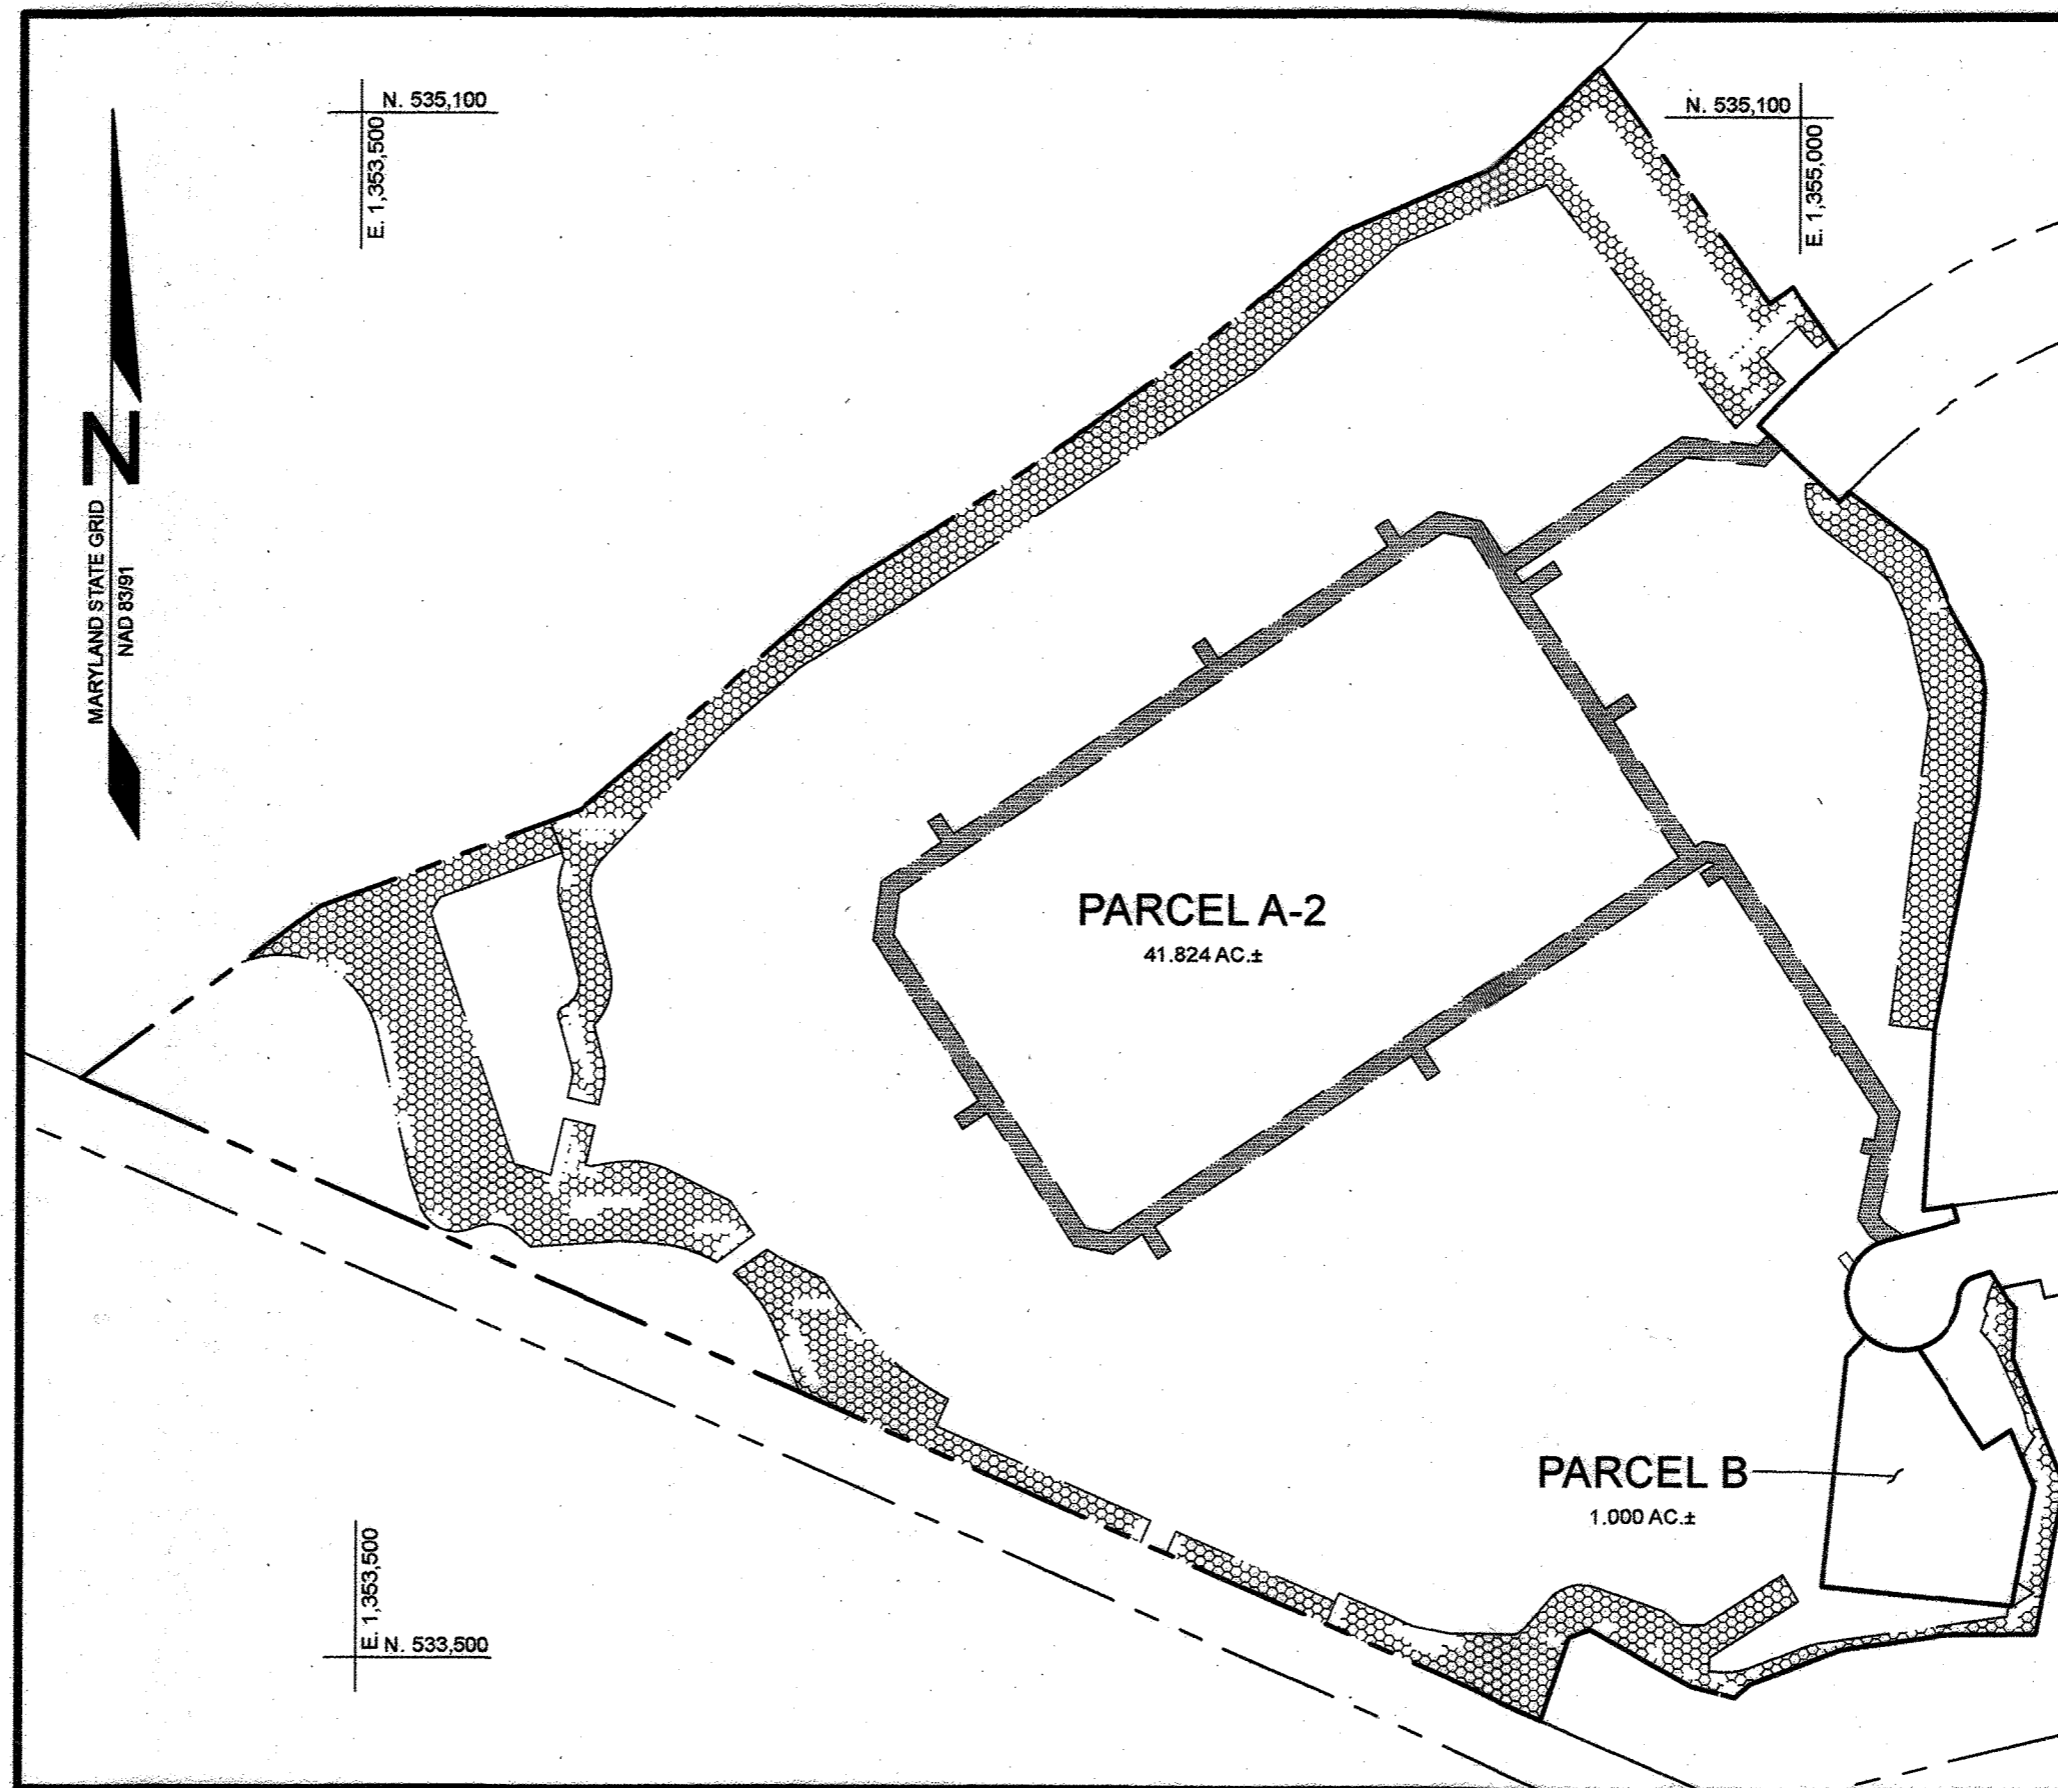 N. 535,100
E. 1,353,500
N. 535,100
E. 1,355,000
N
MARYLAND STATE GRID
NAD 83/91
PARCEL A-2
41.824 AC.±
PARCEL B
1.000 AC.±
E. 1,353,500
N. 533,500